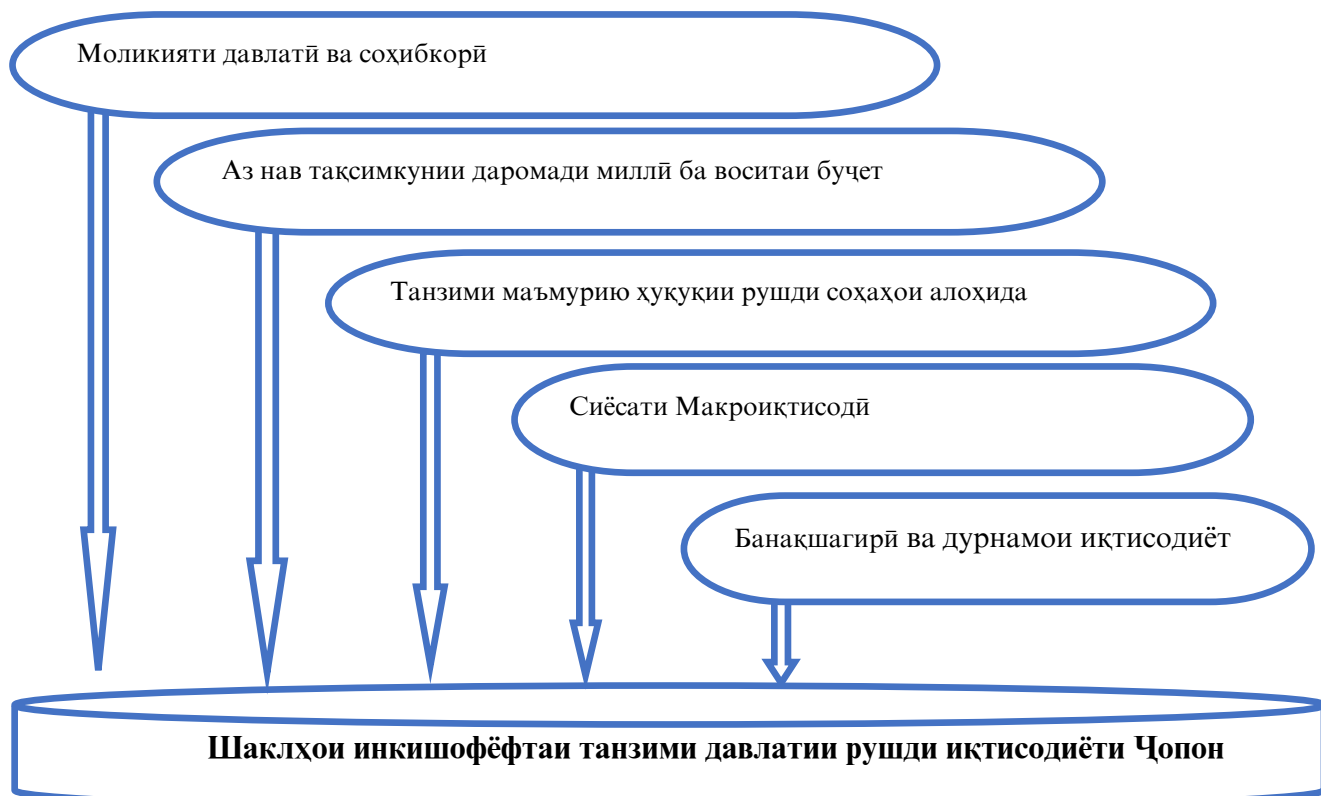 Моликияти давлатӣ ва соҳибкорӣ
Аз нав тақсимкунии даромади миллӣ ба воситаи буҷет
Танзими маъмурию ҳуқуқии рушди соҳаҳои алоҳида
Сиёсати Макроиқтисодӣ
Банақшагирӣ ва дурнамои иқтисодиёт
Шаклҳои инкишофёфтаи танзими давлатии рушди иқтисодиёти Ҷопон